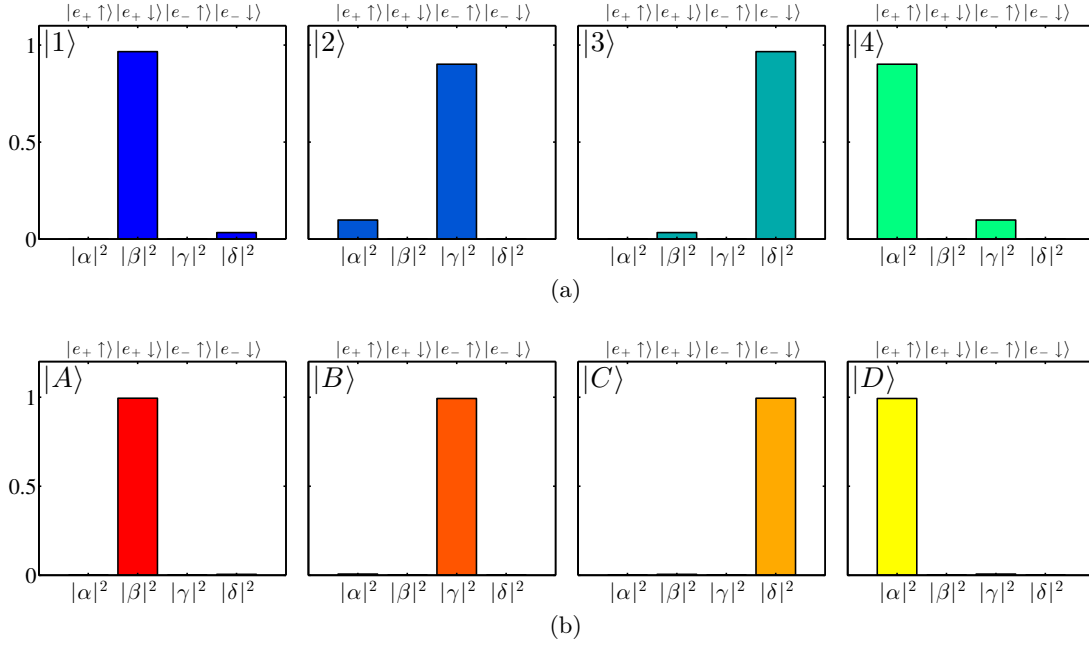 |e₊ ↑⟩|e₊ ↓⟩|e₋ ↑⟩|e₋ ↓⟩ |e₊ ↑⟩|e₊ ↓⟩|e₋ ↑⟩|e₋ ↓⟩ |e₊ ↑⟩|e₊ ↓⟩|e₋ ↑⟩|e₋ ↓⟩ |e₊ ↑⟩|e₊ ↓⟩|e₋ ↑⟩|e₋ ↓⟩
|1⟩ |2⟩ |3⟩ |4⟩
1
0.5
0
|α|² |β|² |γ|² |δ|² |α|² |β|² |γ|² |δ|² |α|² |β|² |γ|² |δ|² |α|² |β|² |γ|² |δ|²
(a)
|e₊ ↑⟩|e₊ ↓⟩|e₋ ↑⟩|e₋ ↓⟩ |e₊ ↑⟩|e₊ ↓⟩|e₋ ↑⟩|e₋ ↓⟩ |e₊ ↑⟩|e₊ ↓⟩|e₋ ↑⟩|e₋ ↓⟩ |e₊ ↑⟩|e₊ ↓⟩|e₋ ↑⟩|e₋ ↓⟩
|A⟩ |B⟩ |C⟩ |D⟩
1
0.5
0
|α|² |β|² |γ|² |δ|² |α|² |β|² |γ|² |δ|² |α|² |β|² |γ|² |δ|² |α|² |β|² |γ|² |δ|²
(b)